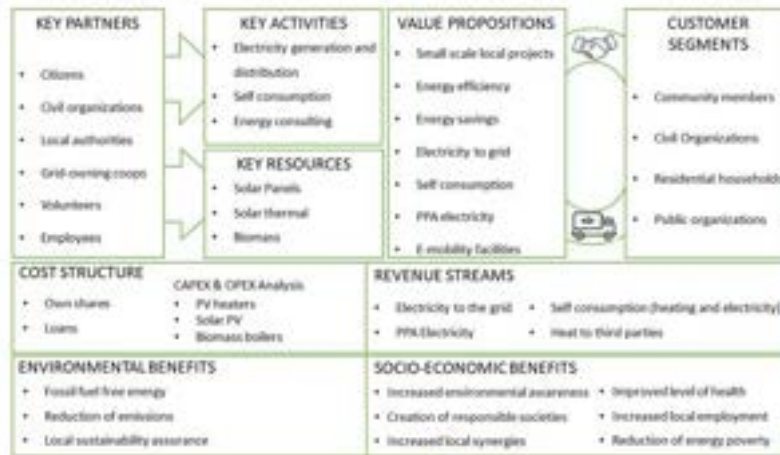 KEY PARTNERS
• Citizens
• Civil organizations
• Local authorities
• Grid-owning coops
• Volunteers
• Employees
KEY ACTIVITIES
• Electricity generation and
distribution
• Self consumption
• Energy consulting
KEY RESOURCES
• Solar Panels
• Solar thermal
• Biomass
VALUE PROPOSITIONS
• Small scale local projects
• Energy efficiency
• Energy savings
• Electricity to grid
• Self consumption
• PPA electricity
• E-mobility facilities
CUSTOMER
SEGMENTS
• Community members
• Civil Organizations
• Residential households
• Public organizations
COST STRUCTURE
• Own shares
• Loans
CAPEX & OPEX Analysis
• PV heaters
• Solar PV
• Biomass boilers
REVENUE STREAMS
• Electricity to the grid
• PPA Electricity
• Self consumption (heating and electricity)
• Heat to third parties
ENVIRONMENTAL BENEFITS
• Fossil fuel free energy
• Reduction of emissions
• Local sustainability assurance
SOCIO-ECONOMIC BENEFITS
• Increased environmental awareness
• Creation of responsible societies
• Increased local synergies
• Improved level of health
• Increased local employment
• Reduction of energy poverty